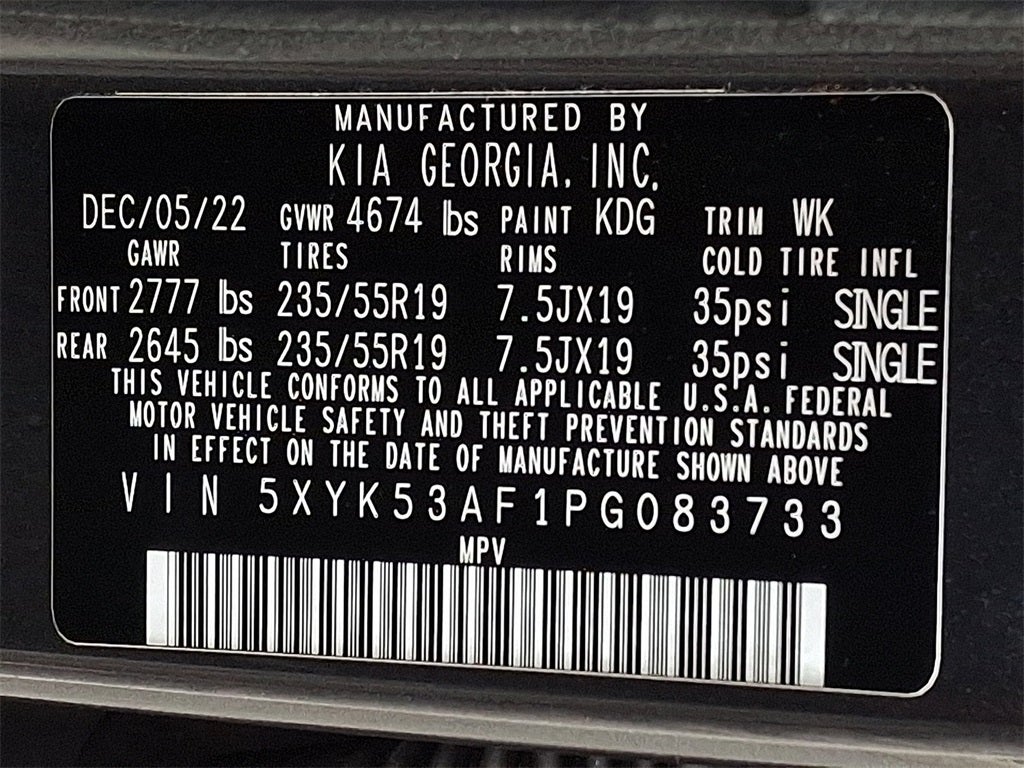 MANUFACTURED BY
KIA GEORGIA, INC.
DEC/05/22 GVWR 4674 lbs PAINT KDG TRIM WK
GAWR TIRES RIMS COLD TIRE INFL
FRONT 2777 lbs 235/55R19 7.5JX19 35psi SINGLE
REAR 2645 lbs 235/55R19 7.5JX19 35psi SINGLE
THIS VEHICLE CONFORMS TO ALL APPLICABLE U.S.A. FEDERAL
MOTOR VEHICLE SAFETY AND THEFT PREVENTION STANDARDS
IN EFFECT ON THE DATE OF MANUFACTURE SHOWN ABOVE
VIN 5XYK53AF1PG083733
MPV